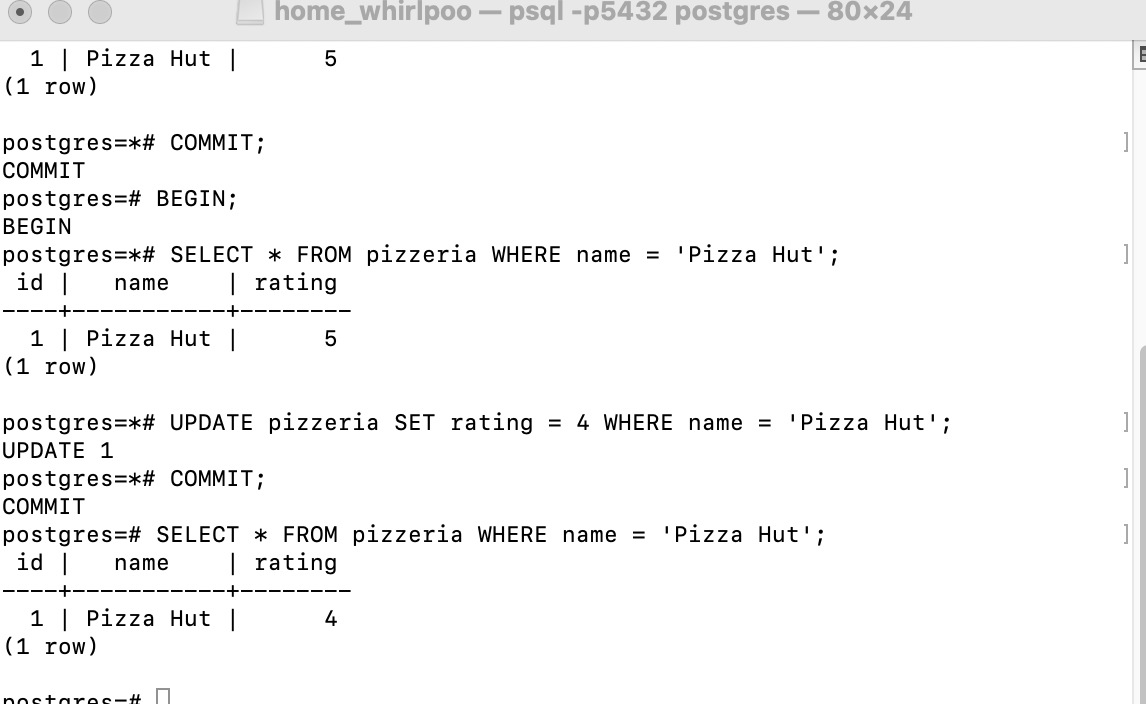 home_whirlpoo — psql -p5432 postgres — 80×24
  1 | Pizza Hut |      5
(1 row)

postgres=*# COMMIT; ]
COMMIT
postgres=# BEGIN;
BEGIN
postgres=*# SELECT * FROM pizzeria WHERE name = 'Pizza Hut'; ]
 id |   name    | rating
----+-----------+--------
  1 | Pizza Hut |      5
(1 row)

postgres=*# UPDATE pizzeria SET rating = 4 WHERE name = 'Pizza Hut'; ]
UPDATE 1
postgres=*# COMMIT; ]
COMMIT
postgres=# SELECT * FROM pizzeria WHERE name = 'Pizza Hut'; ]
 id |   name    | rating
----+-----------+--------
  1 | Pizza Hut |      4
(1 row)

postgres=#